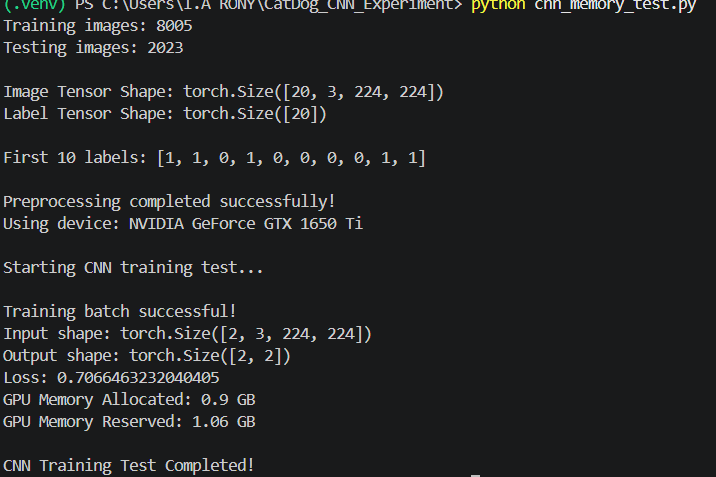 (.venv) PS C:\Users\I.A RONY\CatDog_CNN_Experiment> python cnn_memory_test.py
Training images: 8005
Testing images: 2023
Image Tensor Shape: torch.Size([20, 3, 224, 224])
Label Tensor Shape: torch.Size([20])
First 10 labels: [1, 1, 0, 1, 0, 0, 0, 0, 1, 1]
Preprocessing completed successfully!
Using device: NVIDIA GeForce GTX 1650 Ti
Starting CNN training test...
Training batch successful!
Input shape: torch.Size([2, 3, 224, 224])
Output shape: torch.Size([2, 2])
Loss: 0.7066463232040405
GPU Memory Allocated: 0.9 GB
GPU Memory Reserved: 1.06 GB
CNN Training Test Completed!